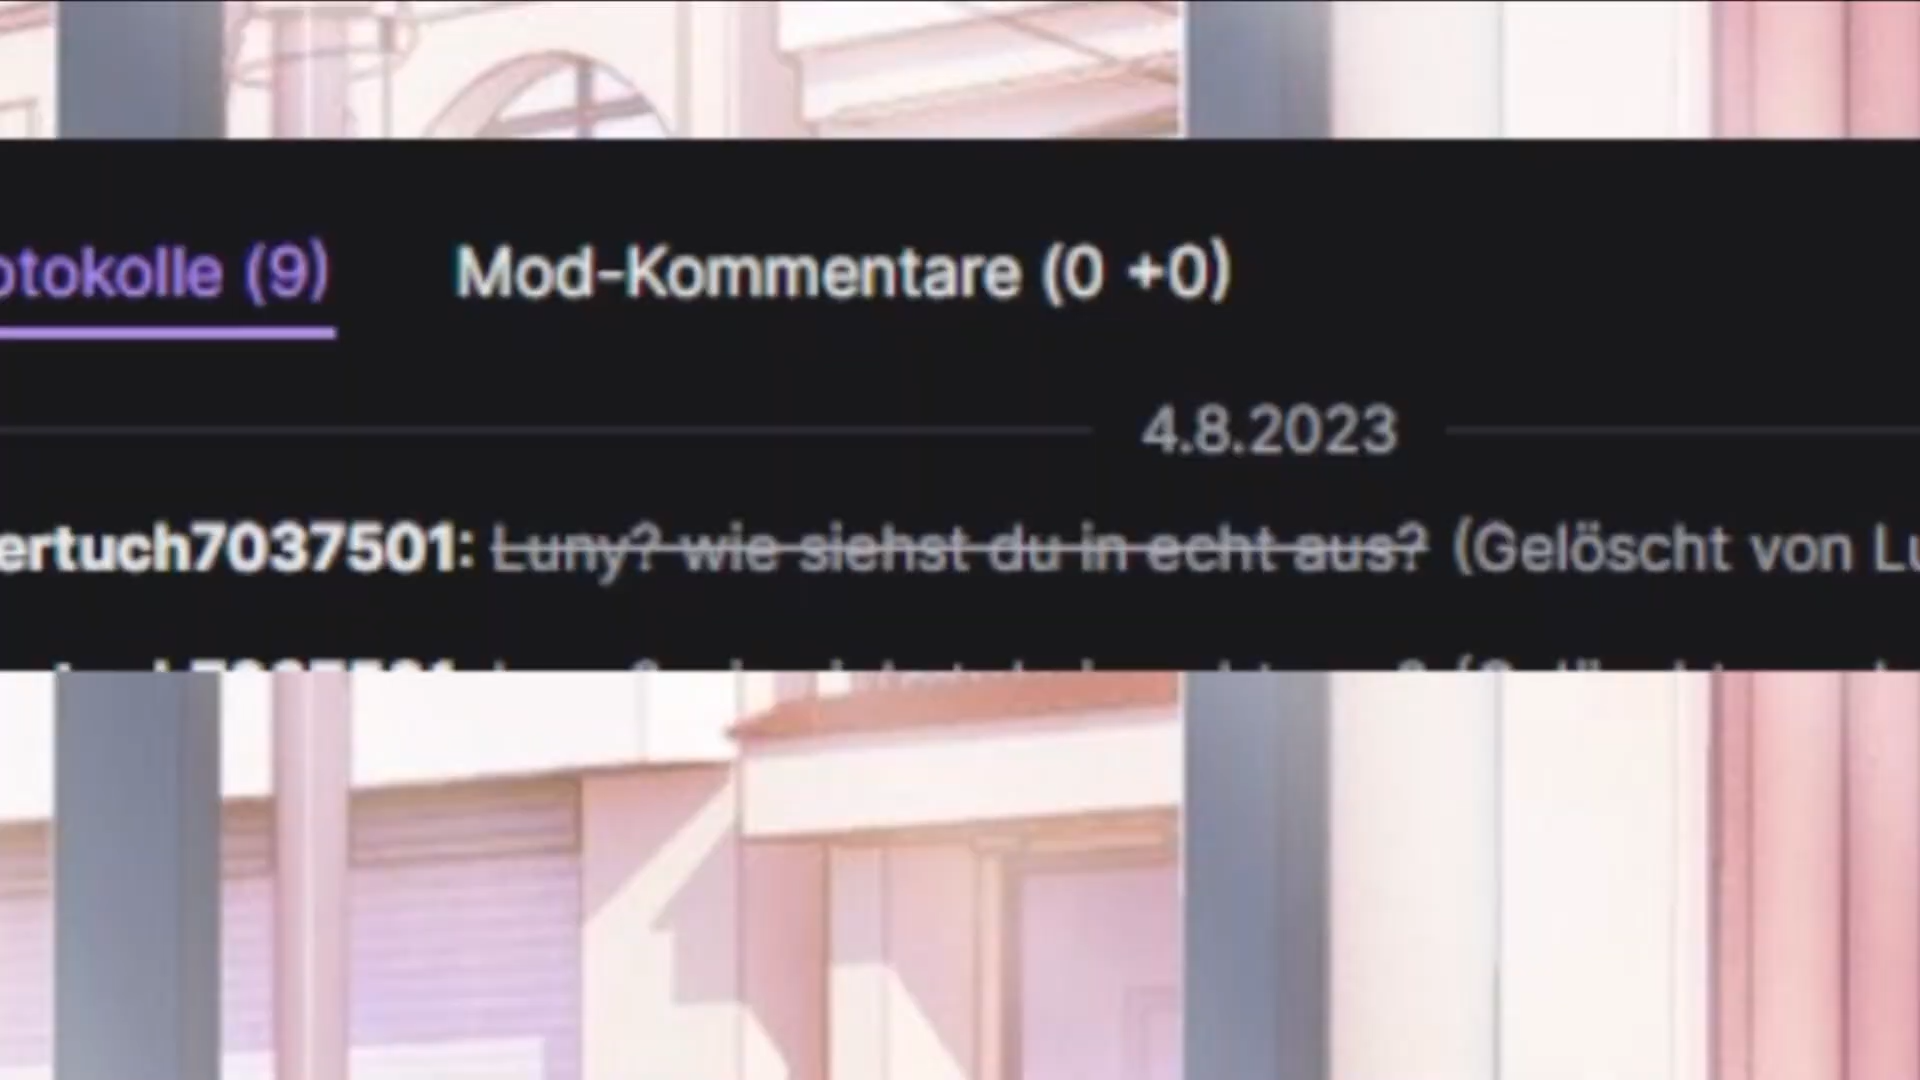 otokolle (9) Mod-Kommentare (0 +0)
4.8.2023
ertuch7037501: Luny? wie siehst du in echt aus? (Gelöscht von Lu